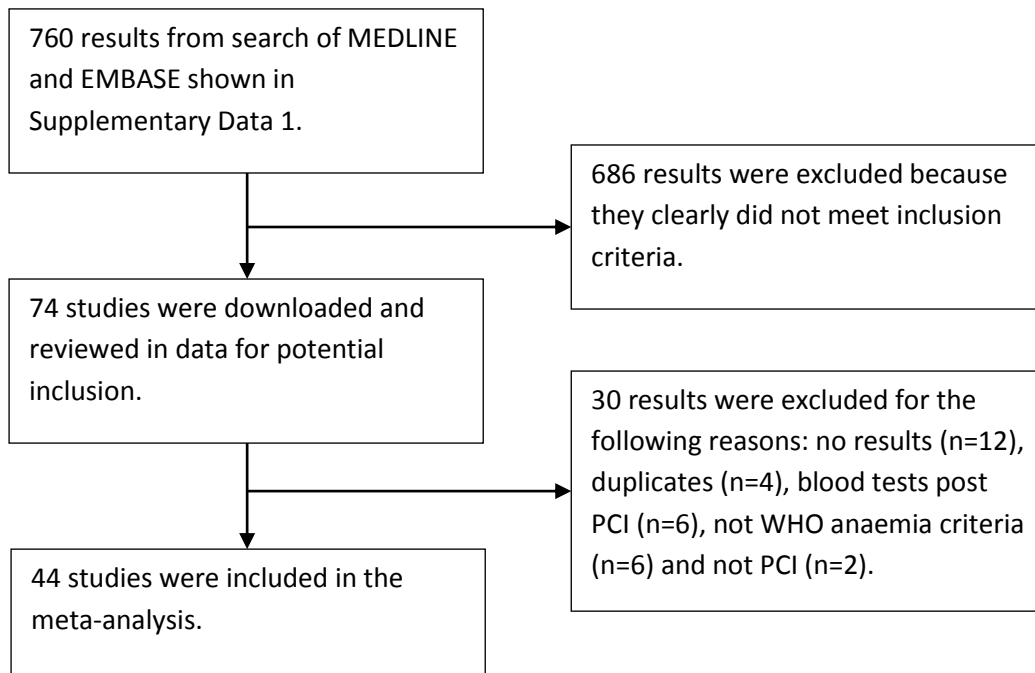 760 results from search of MEDLINE
and EMBASE shown in
Supplementary Data 1.
686 results were excluded because
they clearly did not meet inclusion
criteria.
74 studies were downloaded and
reviewed in data for potential
inclusion.
30 results were excluded for the
following reasons: no results (n=12),
duplicates (n=4), blood tests post
PCI (n=6), not WHO anaemia criteria
(n=6) and not PCI (n=2).
44 studies were included in the
meta-analysis.